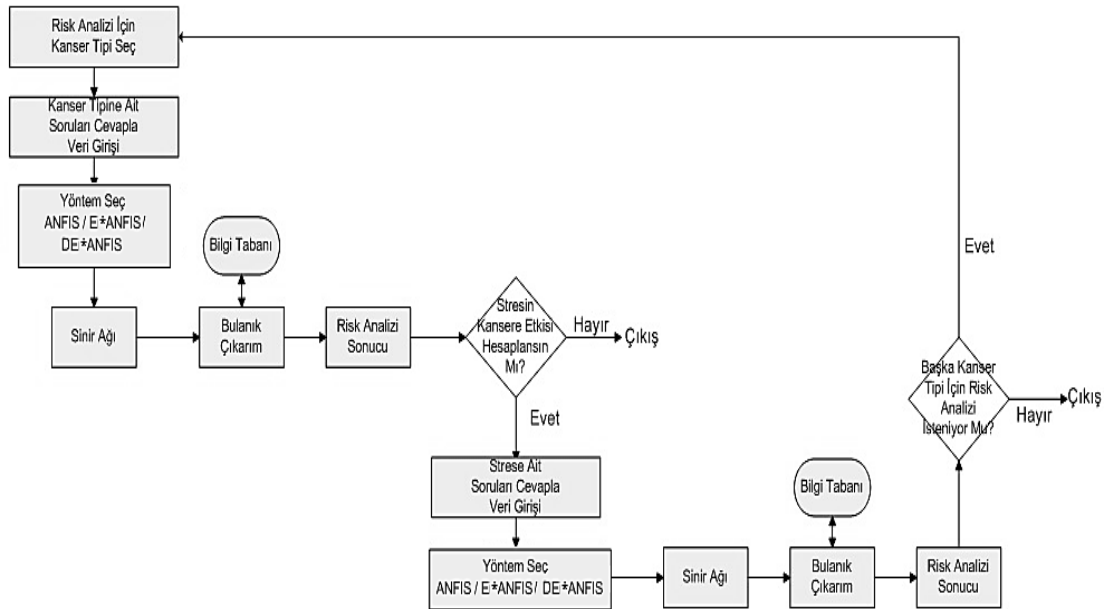 Risk Analizi İçin
Kanser Tipi Seç
Kanser Tipine Ait
Soruları Cevapla
Veri Girişi
Yöntem Seç
ANFIS / E*ANFIS/
DE*ANFIS
Sinir Ağı
Bilgi Tabanı
Bulanık
Çıkarım
Risk Analizi
Sonucu
Stresin
Kansere Etkisi
Hesaplansın
Mı?
Hayır
Çıkış
Evet
Strese Ait
Soruları Cevapla
Veri Girişi
Yöntem Seç
ANFIS / E*ANFIS/ DE*ANFIS
Sinir Ağı
Bilgi Tabanı
Bulanık
Çıkarım
Risk Analizi
Sonucu
Başka Kanser
Tipi İçin Risk
Analizi
İsteniyor Mu?
Hayır
Çıkış
Evet